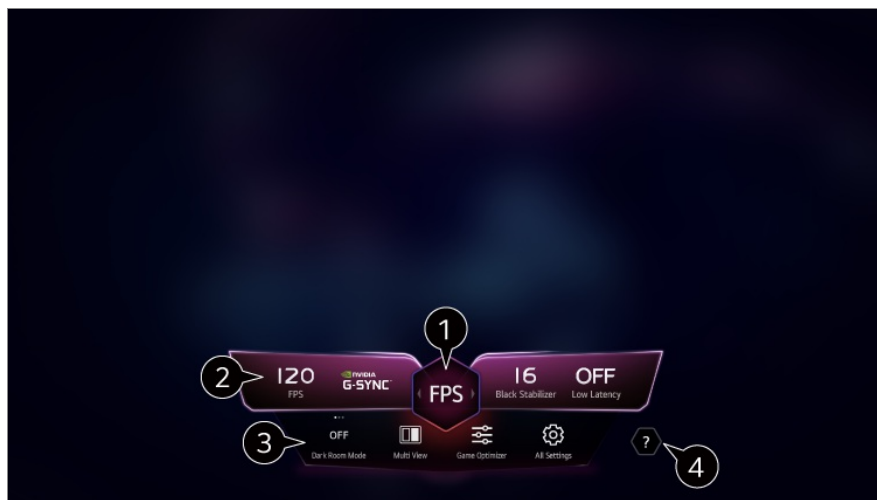 1
2
120
FPS
NVIDIA
G-SYNC
FPS
16
Black Stabilizer
OFF
Low Latency
3
OFF
Dark Room Mode
Multi View
Game Optimizer
All Settings
?
4